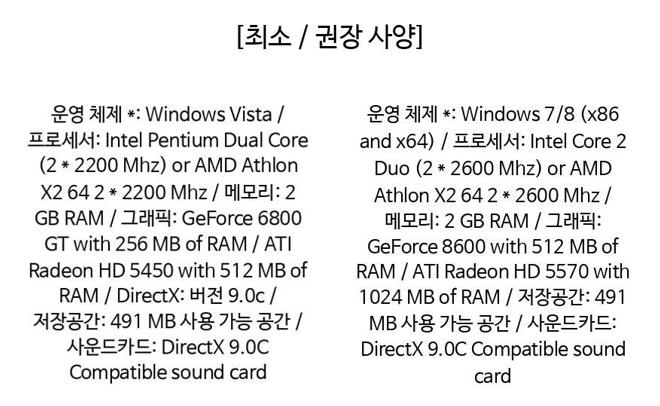 [최소 / 권장 사양]
운영 체제 *: Windows Vista /
프로세서: Intel Pentium Dual Core
(2 * 2200 Mhz) or AMD Athlon
X2 64 2 * 2200 Mhz / 메모리: 2
GB RAM / 그래픽: GeForce 6800
GT with 256 MB of RAM / ATI
Radeon HD 5450 with 512 MB of
RAM / DirectX: 버전 9.0c /
저장공간: 491 MB 사용 가능 공간 /
사운드카드: DirectX 9.0C
Compatible sound card
운영 체제 *: Windows 7/8 (x86
and x64) / 프로세서: Intel Core 2
Duo (2 * 2600 Mhz) or AMD
Athlon X2 64 2 * 2600 Mhz /
메모리: 2 GB RAM / 그래픽:
GeForce 8600 with 512 MB of
RAM / ATI Radeon HD 5570 with
1024 MB of RAM / 저장공간: 491
MB 사용 가능 공간 / 사운드카드:
DirectX 9.0C Compatible sound
card